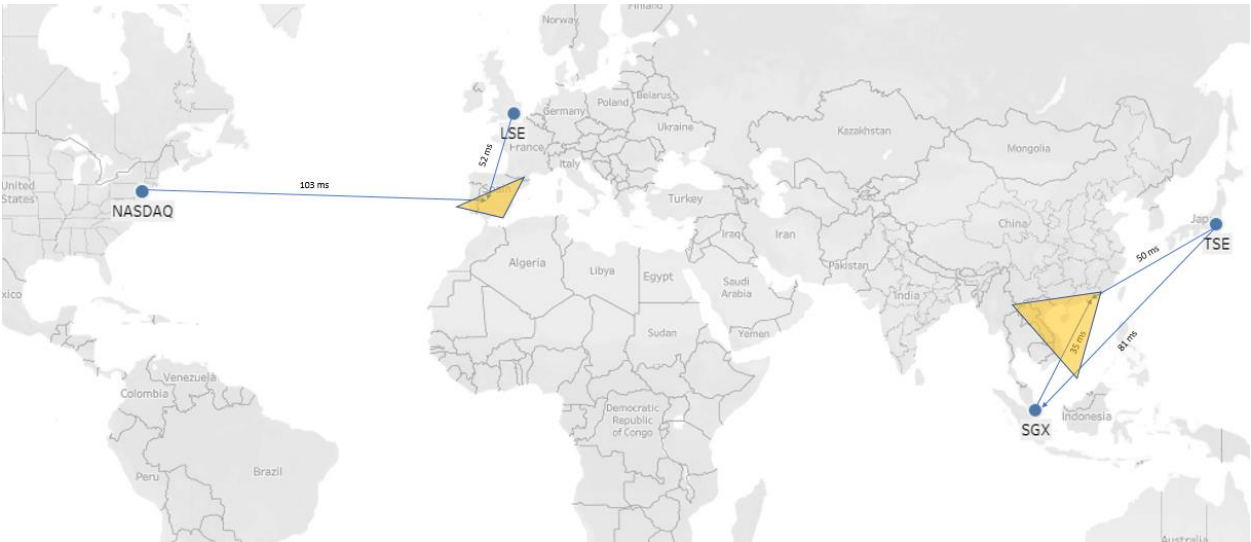 Norway
Finland
Belarus
Poland
Germany
LSE
Ukraine
France
Kazakhstan
Mongolia
52 ms
Italy
United
States
103 ms
Spain
NASDAQ
Turkey
China
TSE
Iraq
Iran
50 ms
Algeria
Libya
Egypt
Pakistan
Saudi
Arabia
India
xico
Sudan
Yemen
35 ms
81 ms
Venezuela
Colombia
Democratic
Republic
of Congo
SGX
Indonesia
Peru
Brazil
Australia